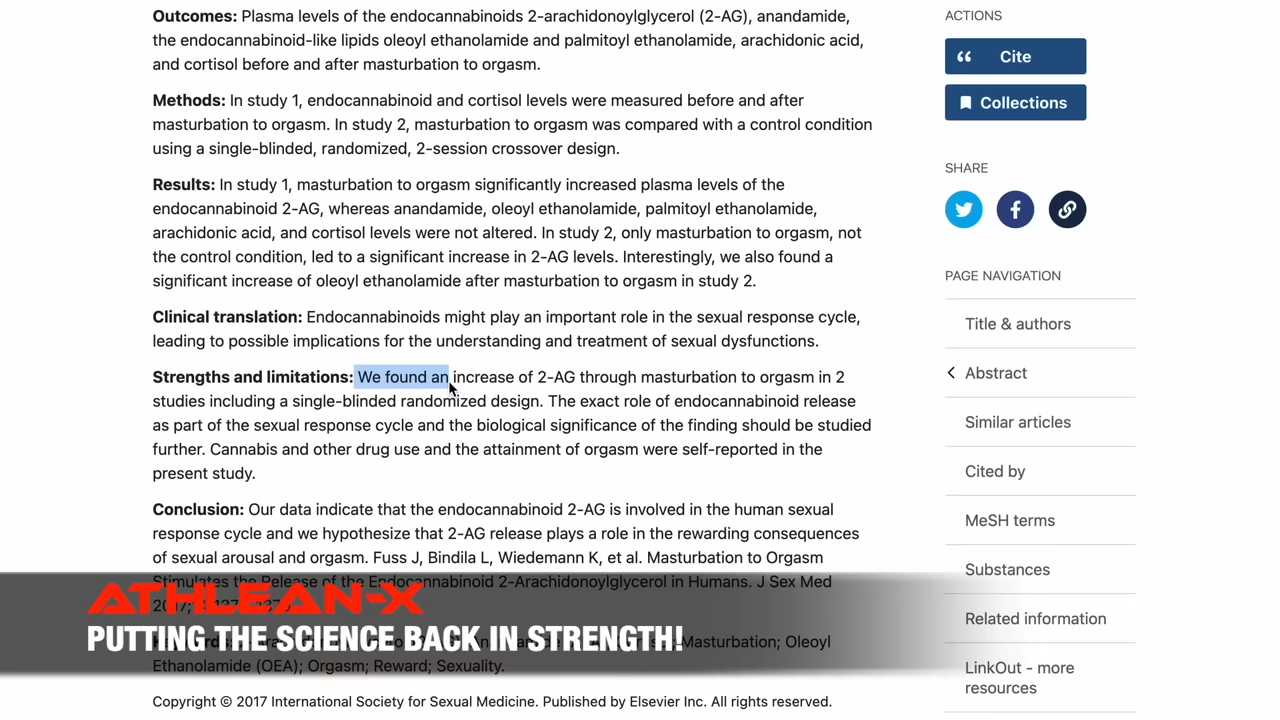 Outcomes: Plasma levels of the endocannabinoids 2-arachidonoylglycerol (2-AG), anandamide,
the endocannabinoid-like lipids oleoyl ethanolamide and palmitoyl ethanolamide, arachidonic acid,
and cortisol before and after masturbation to orgasm.
Methods: In study 1, endocannabinoid and cortisol levels were measured before and after
masturbation to orgasm. In study 2, masturbation to orgasm was compared with a control condition
using a single-blinded, randomized, 2-session crossover design.
Results: In study 1, masturbation to orgasm significantly increased plasma levels of the
endocannabinoid 2-AG, whereas anandamide, oleoyl ethanolamide, palmitoyl ethanolamide,
arachidonic acid, and cortisol levels were not altered. In study 2, only masturbation to orgasm, not
the control condition, led to a significant increase in 2-AG levels. Interestingly, we also found a
significant increase of oleoyl ethanolamide after masturbation to orgasm in study 2.
Clinical translation: Endocannabinoids might play an important role in the sexual response cycle,
leading to possible implications for the understanding and treatment of sexual dysfunctions.
Strengths and limitations: We found an increase of 2-AG through masturbation to orgasm in 2
studies including a single-blinded randomized design. The exact role of endocannabinoid release
as part of the sexual response cycle and the biological significance of the finding should be studied
further. Cannabis and other drug use and the attainment of orgasm were self-reported in the
present study.
Conclusion: Our data indicate that the endocannabinoid 2-AG is involved in the human sexual
response cycle and we hypothesize that 2-AG release plays a role in the rewarding consequences
of sexual arousal and orgasm. Fuss J, Bindila L, Wiedemann K, et al. Masturbation to Orgasm
Stimulates the Release of the Endocannabinoid 2-Arachidonoylglycerol in Humans. J Sex Med
ATHLEAN-X
PUTTING THE SCIENCE BACK IN STRENGTH!
Masturbation; Oleoyl
Ethanolamide (OEA); Orgasm; Reward; Sexuality.
Copyright © 2017 International Society for Sexual Medicine. Published by Elsevier Inc. All rights reserved.
ACTIONS
Cite
Collections
SHARE
PAGE NAVIGATION
Title & authors
Abstract
Similar articles
Cited by
MeSH terms
Substances
Related information
LinkOut - more
resources